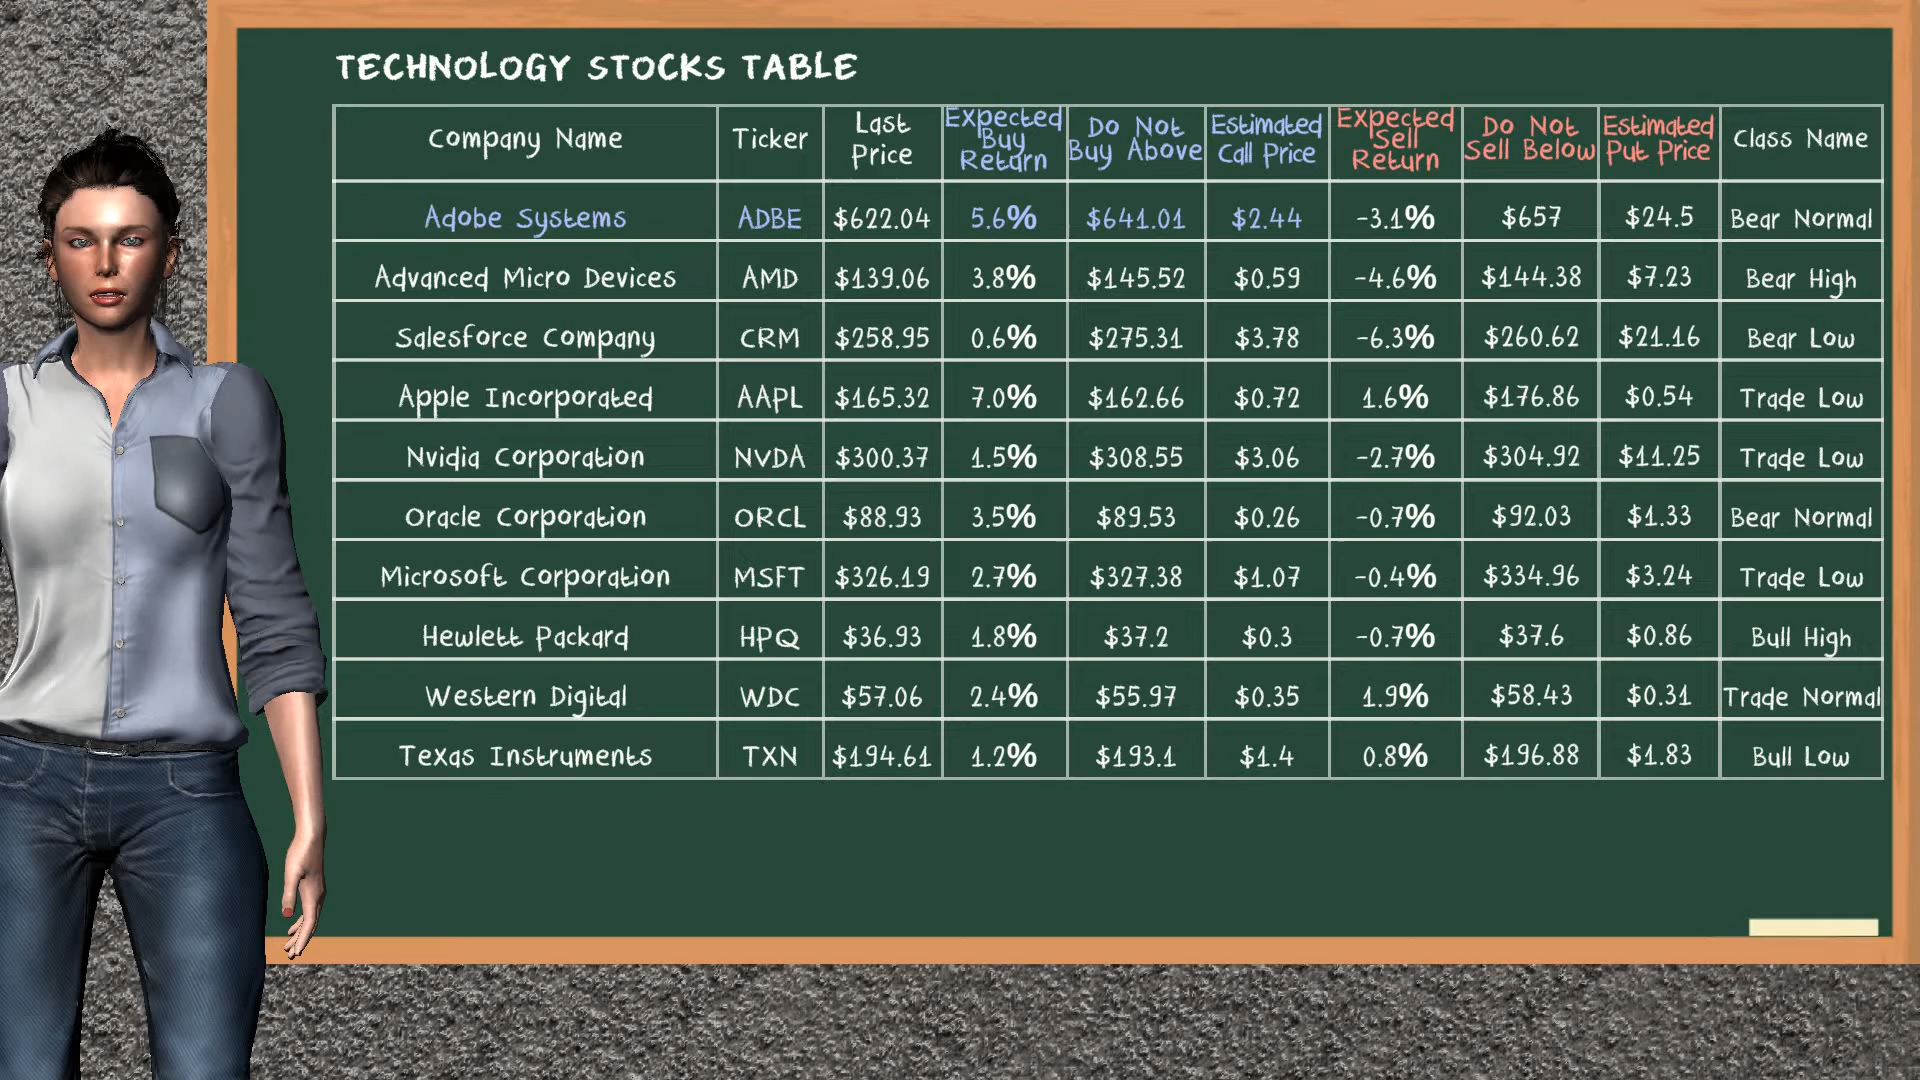 TECHNOLOGY STOCKS TABLE
Company Name Ticker Last Price Expected Buy Return Do Not Buy Above Estimated Call Price Expected Sell Return Do Not Sell Below Estimated Put Price Class Name
Adobe Systems ADBE $622.04 5.6% $641.01 $2.44 -3.1% $657 $24.5 Bear Normal
Advanced Micro Devices AMD $139.06 3.8% $145.52 $0.59 -4.6% $144.38 $7.23 Bear High
Salesforce Company CRM $258.95 0.6% $275.31 $3.78 -6.3% $260.62 $21.16 Bear Low
Apple Incorporated AAPL $165.32 7.0% $162.66 $0.72 1.6% $176.86 $0.54 Trade Low
Nvidia Corporation NVDA $300.37 1.5% $308.55 $3.06 -2.7% $304.92 $11.25 Trade Low
Oracle Corporation ORCL $88.93 3.5% $89.53 $0.26 -0.7% $92.03 $1.33 Bear Normal
Microsoft Corporation MSFT $326.19 2.7% $327.38 $1.07 -0.4% $334.96 $3.24 Trade Low
Hewlett Packard HPQ $36.93 1.8% $37.2 $0.3 -0.7% $37.6 $0.86 Bull High
Western Digital WDC $57.06 2.4% $55.97 $0.35 1.9% $58.43 $0.31 Trade Normal
Texas Instruments TXN $194.61 1.2% $193.1 $1.4 0.8% $196.88 $1.83 Bull Low